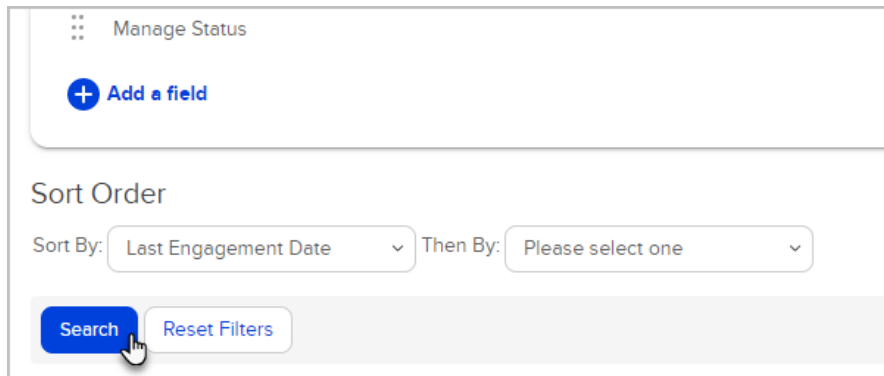 Manage Status
Add a field
Sort Order
Sort By: Last Engagement Date Then By: Please select one
Search Reset Filters